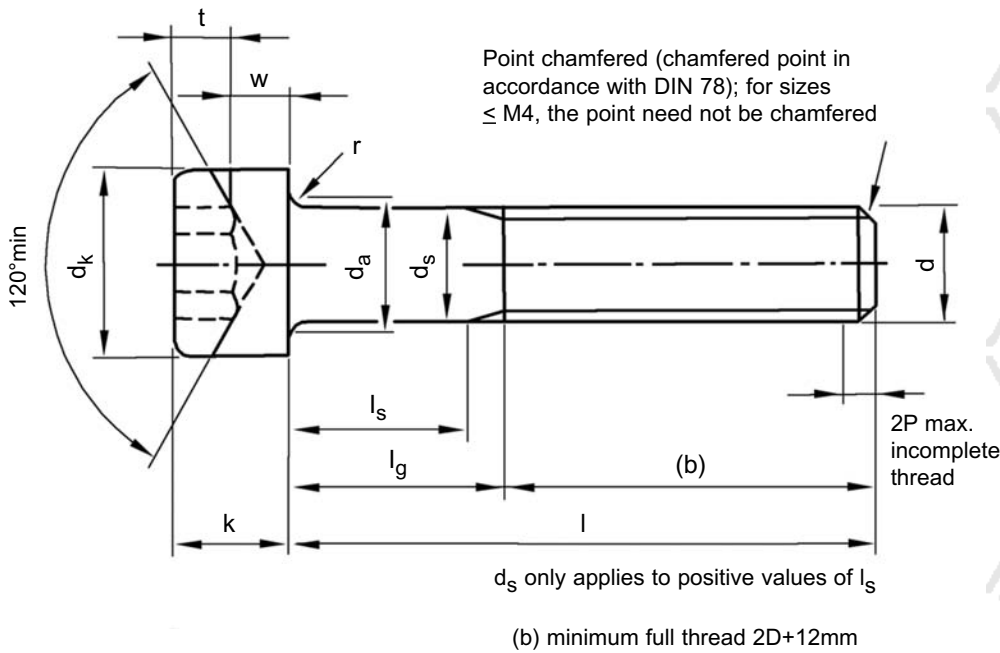 t
w
Point chamfered (chamfered point in
accordance with DIN 78); for sizes
≤ M4, the point need not be chamfered
r
120°min
dk
da
ds
d
ls
2P max.
incomplete
thread
lg
(b)
k
l
ds only applies to positive values of ls
(b) minimum full thread 2D+12mm